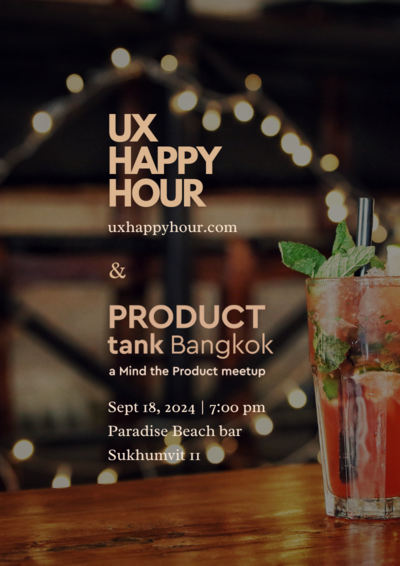 UX
HAPPY
HOUR
uxhappyhour.com
&
PRODUCT
tank Bangkok
a Mind the Product meetup
Sept 18, 2024 | 7:00 pm
Paradise Beach bar
Sukhumvit 11